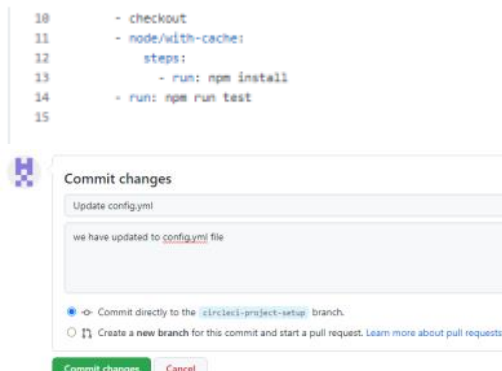 10 - checkout
11 - node/with-cache:
12 steps:
13 - run: npm install
14 - run: npm run test
15
Commit changes
Update config.yml
we have updated to config.yml file
Commit directly to the circleci-project-setup branch.
Create a new branch for this commit and start a pull request. Learn more about pull requests
Commit changes Cancel